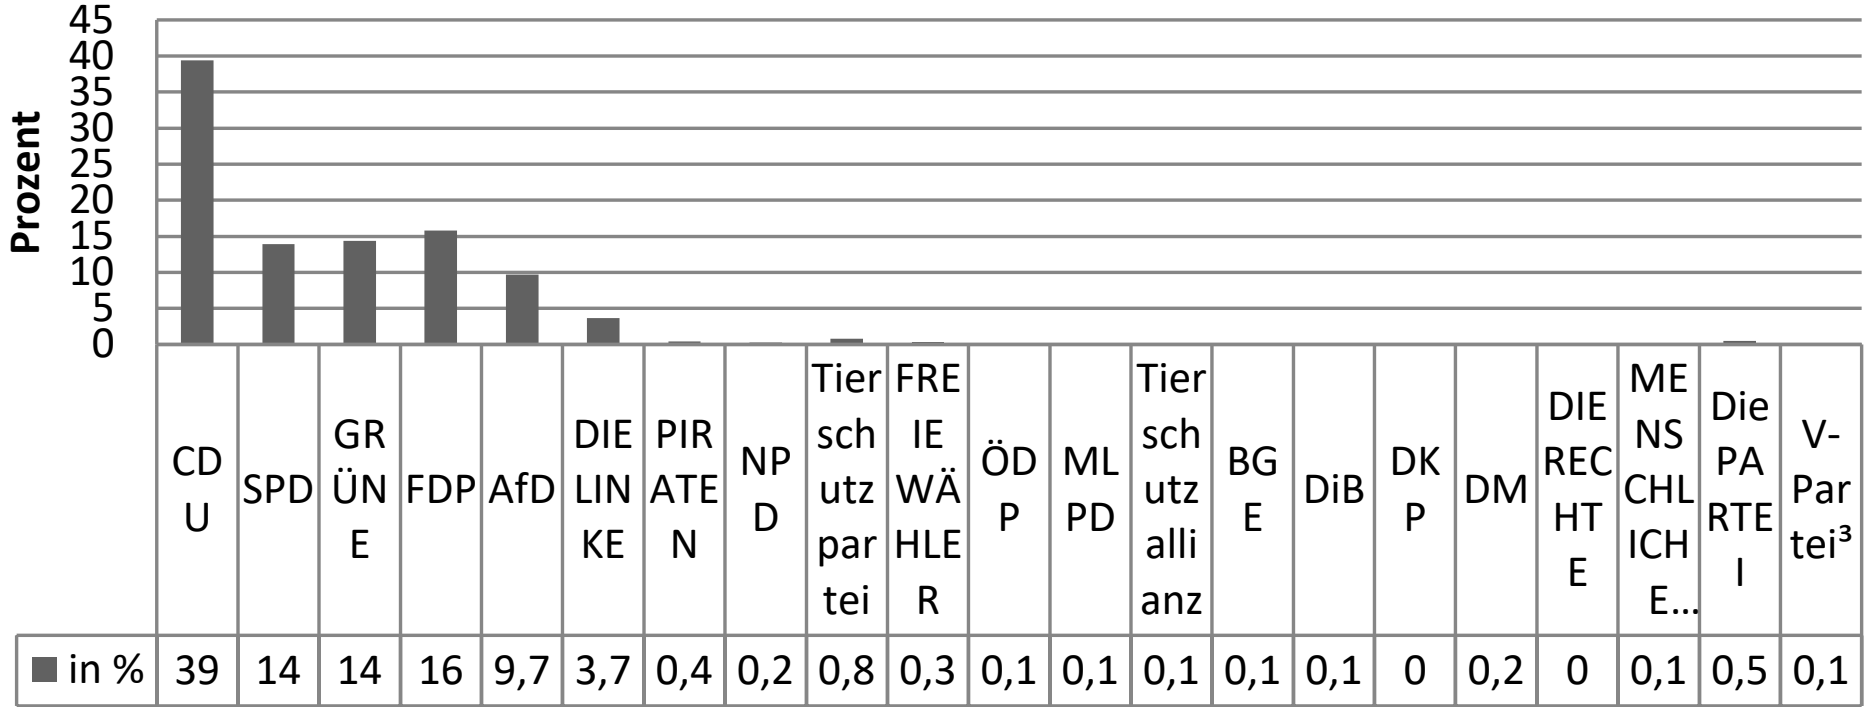 Prozent
45
40
35
30
25
20
15
10
5
0
CD
U
SPD
GR
ÜN
E
FDP
AfD
DIE
LIN
KE
PIR
ATE
N
NP
D
Tier
sch
utz
par
tei
FRE
IE
WÄ
HLE
R
ÖD
P
ML
PD
Tier
sch
utz
alli
anz
BG
E
DiB
DK
P
DM
DIE
REC
HT
E
ME
NS
CHL
ICH
E...
Die
PA
RTE
I
V-
Par
tei³
in % 39 14 14 16 9,7 3,7 0,4 0,2 0,8 0,3 0,1 0,1 0,1 0,1 0,1 0 0,2 0 0,1 0,5 0,1